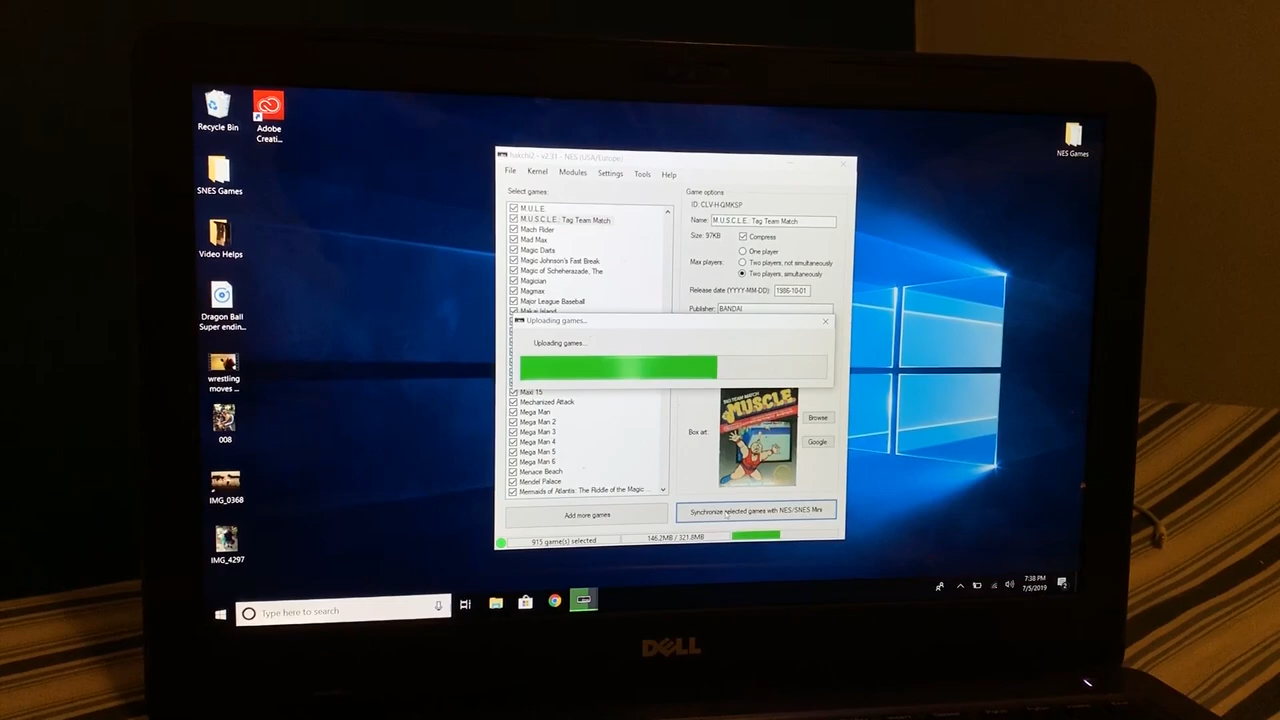 Recycle Bin
Adobe
Creati...
SNES Games
Video Helps
Dragon Ball
Super endin...
wrestling
moves ...
008
IMG_0368
IMG_4297
NES Games
hakchi2 - v2.31 - NES (USA/Europe)
File Kernel Modules Settings Tools Help
Select games:
M.U.L.E.
M.U.S.C.L.E.: Tag Team Match
Mach Rider
Mad Max
Magic Darts
Magic Johnson's Fast Break
Magic of Scheherazade, The
Magician
Magmax
Major League Baseball
Makai Island
Maxi 15
Mechanized Attack
Mega Man
Mega Man 2
Mega Man 3
Mega Man 4
Mega Man 5
Mega Man 6
Menace Beach
Mendel Palace
Mermaids of Atlantis: The Riddle of the Magic ...
Add more games
Game options
ID: CLV-H-QMKSP
Name: M.U.S.C.L.E.: Tag Team Match
Size: 97KB Compress
One player
Max players: Two players, not simultaneously
Two players, simultaneously
Release date (YYYY-MM-DD): 1986-10-01
Publisher: BANDAI
Uploading games...
Uploading games...
Box art:
TAG TEAM MATCH
MUSCLE
Browse
Google
Synchronize selected games with NES/SNES Mini
915 game(s) selected 146.2MB / 321.8MB
Type here to search
7:38 PM
7/5/2019
2
DELL